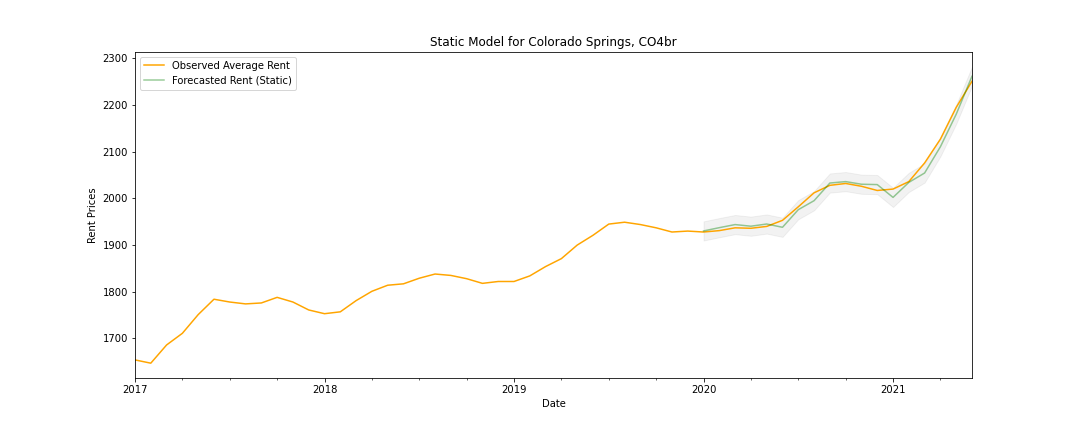 Static Model for Colorado Springs, CO4br
Observed Average Rent
Forecasted Rent (Static)
Rent Prices
2300
2200
2100
2000
1900
1800
1700
2017
2018
2019
2020
2021
Date